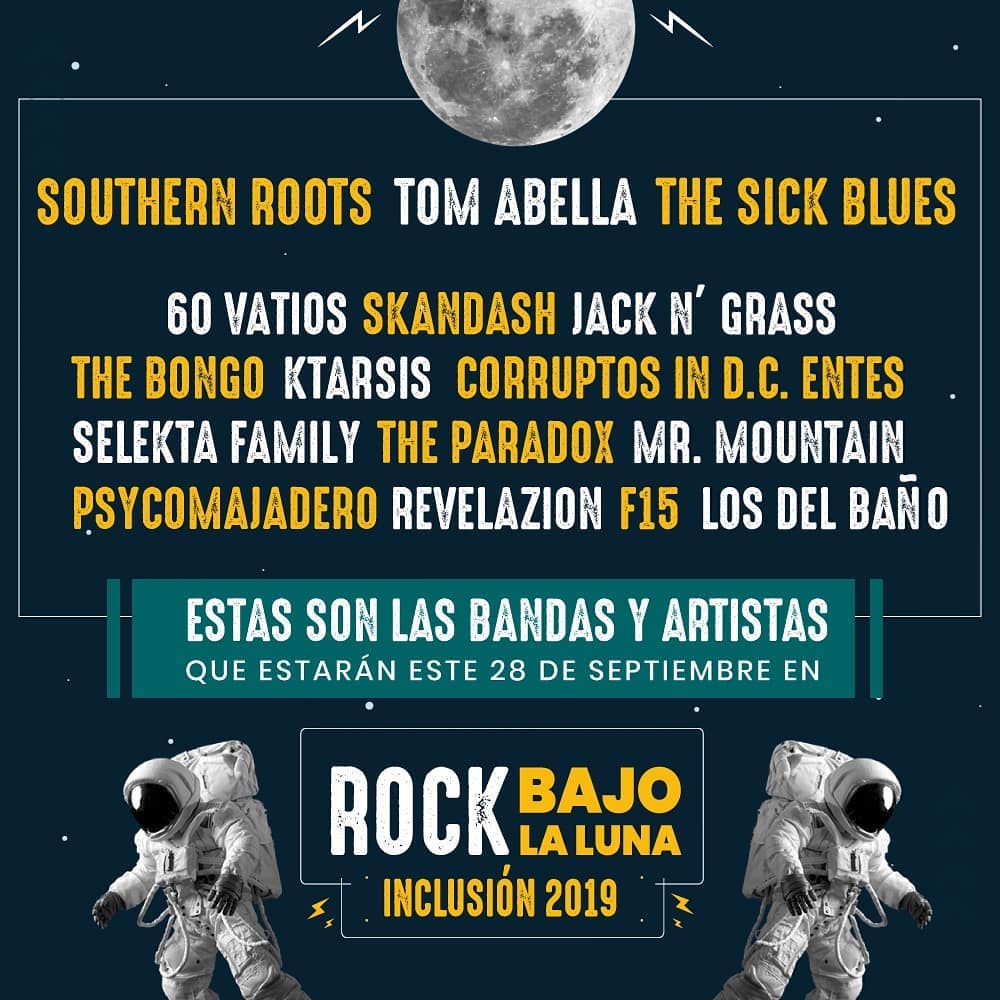 SOUTHERN ROOTS TOM ABELLA THE SICK BLUES
60 VATIOS SKANDASH JACK N' GRASS
THE BONGO KTARSIS CORRUPTOS IN D.C. ENTES
SELEKTA FAMILY THE PARADOX MR. MOUNTAIN
PSYCOMAJADERO REVELAZION F15 LOS DEL BAÑO
ESTAS SON LAS BANDAS Y ARTISTAS
QUE ESTARÁN ESTE 28 DE SEPTIEMBRE EN
ROCK BAJO
LA LUNA
INCLUSIÓN 2019